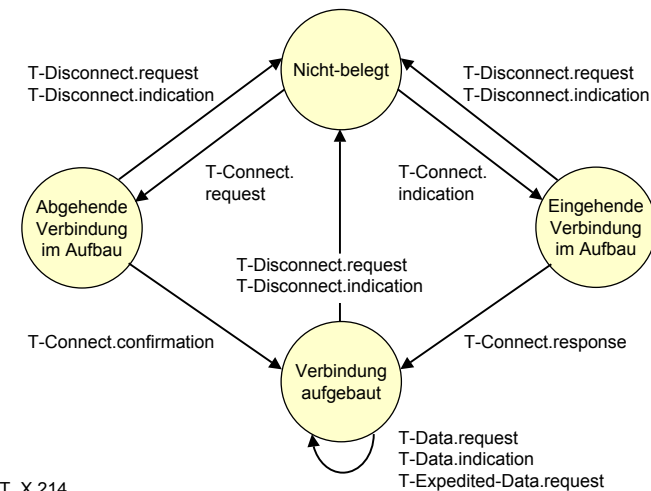 Nicht-belegt
T-Disconnect.request
T-Disconnect.indication
T-Disconnect.request
T-Disconnect.indication
T-Connect.
request
T-Connect.
indication
Abgehende
Verbindung
im Aufbau
Eingehende
Verbindung
im Aufbau
T-Disconnect.request
T-Disconnect.indication
T-Connect.confirmation
T-Connect.response
Verbindung
aufgebaut
T-Data.request
T-Data.indication
T-Expedited-Data.request
T X.214